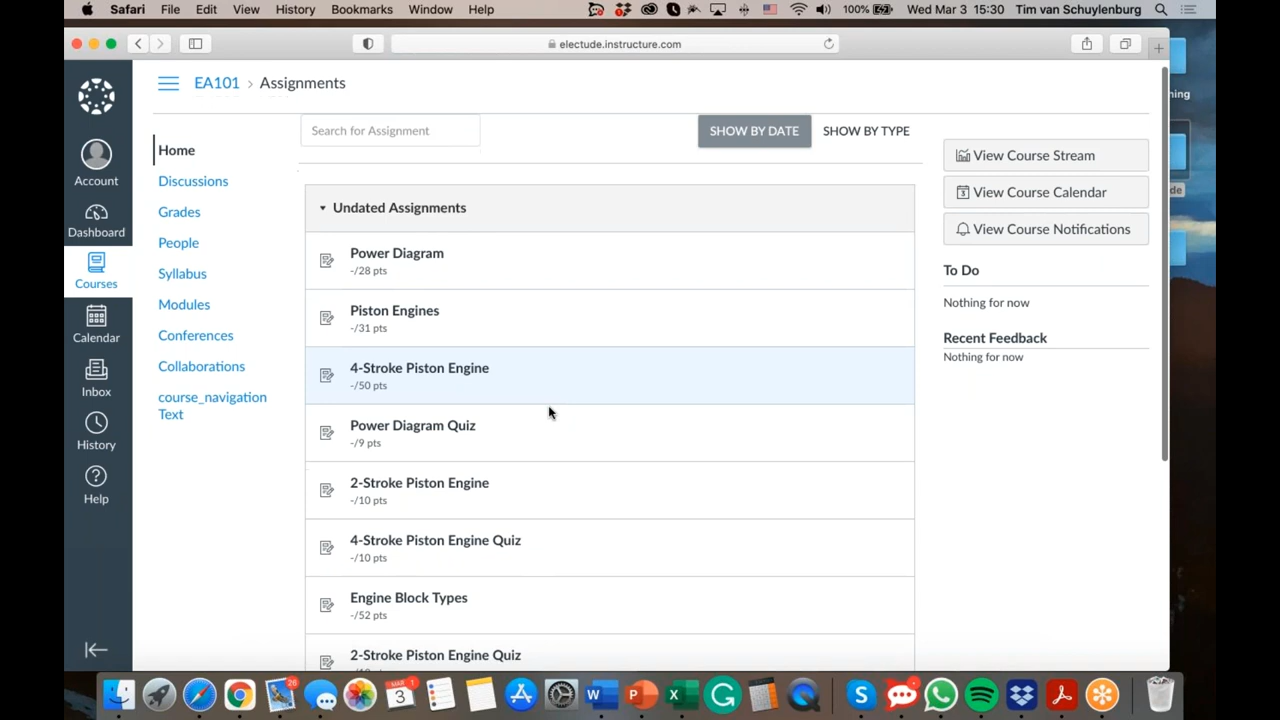 Safari File Edit View History Bookmarks Window Help 100% Wed Mar 3 15:30 Tim van Schuylenburg
electude.instructure.com
ning
EA101 › Assignments
Search for Assignment
SHOW BY DATE SHOW BY TYPE
Account
Dashboard
Courses
Calendar
Inbox
History
Help
Home
Discussions
Grades
People
Syllabus
Modules
Conferences
Collaborations
course_navigation
Text
Undated Assignments
Power Diagram
-/28 pts
Piston Engines
-/31 pts
4-Stroke Piston Engine
-/50 pts
Power Diagram Quiz
-/9 pts
2-Stroke Piston Engine
-/10 pts
4-Stroke Piston Engine Quiz
-/10 pts
Engine Block Types
-/52 pts
2-Stroke Piston Engine Quiz
View Course Stream
View Course Calendar
View Course Notifications
To Do
Nothing for now
Recent Feedback
Nothing for now
de